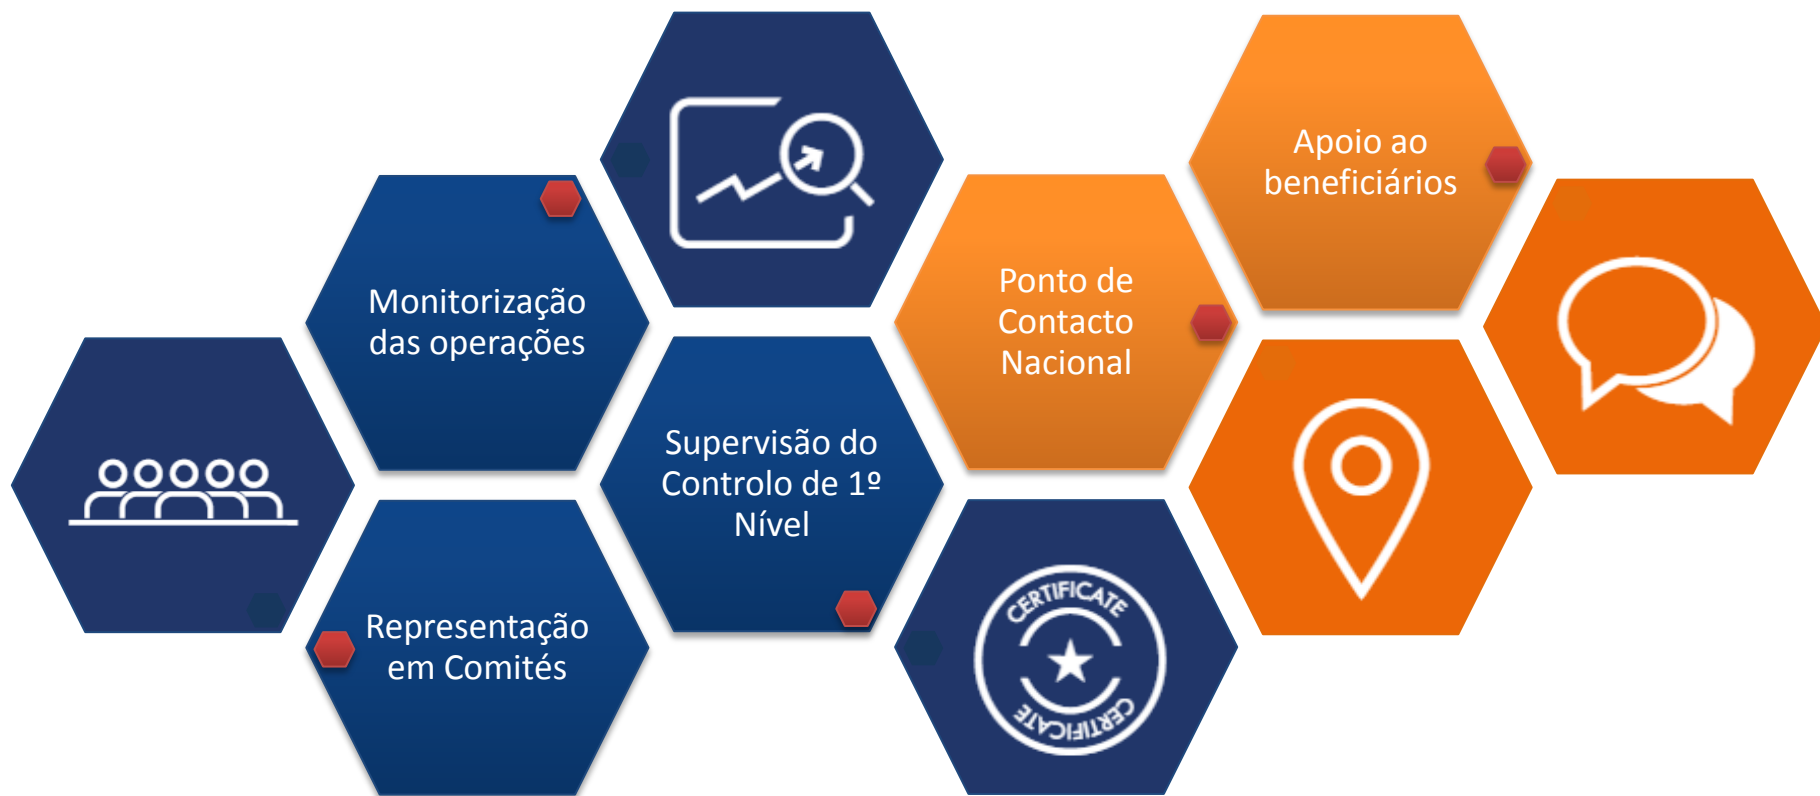 Monitorização
das operações
Representação
em Comités
Supervisão do
Controlo de 1º
Nível
Ponto de
Contacto
Nacional
Apoio ao
beneficiários
CERTIFICATE
CERTIFICATE